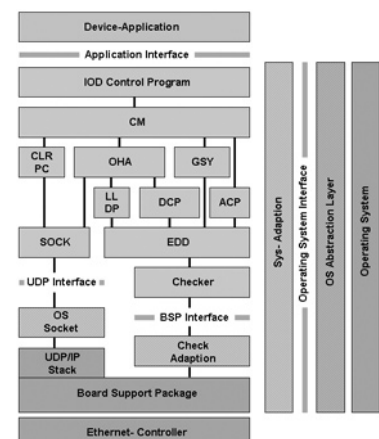 Device-Application
Application Interface
IOD Control Program
CM
CLR
PC
OHA
GSY
LL
DP
DCP
ACP
SOCK
EDD
UDP Interface
Checker
OS
Socket
BSP Interface
UDP/IP
Stack
Check
Adaption
Board Support Package
Ethernet- Controller
Sys- Adaption
Operating System Interface
OS Abstraction Layer
Operating System